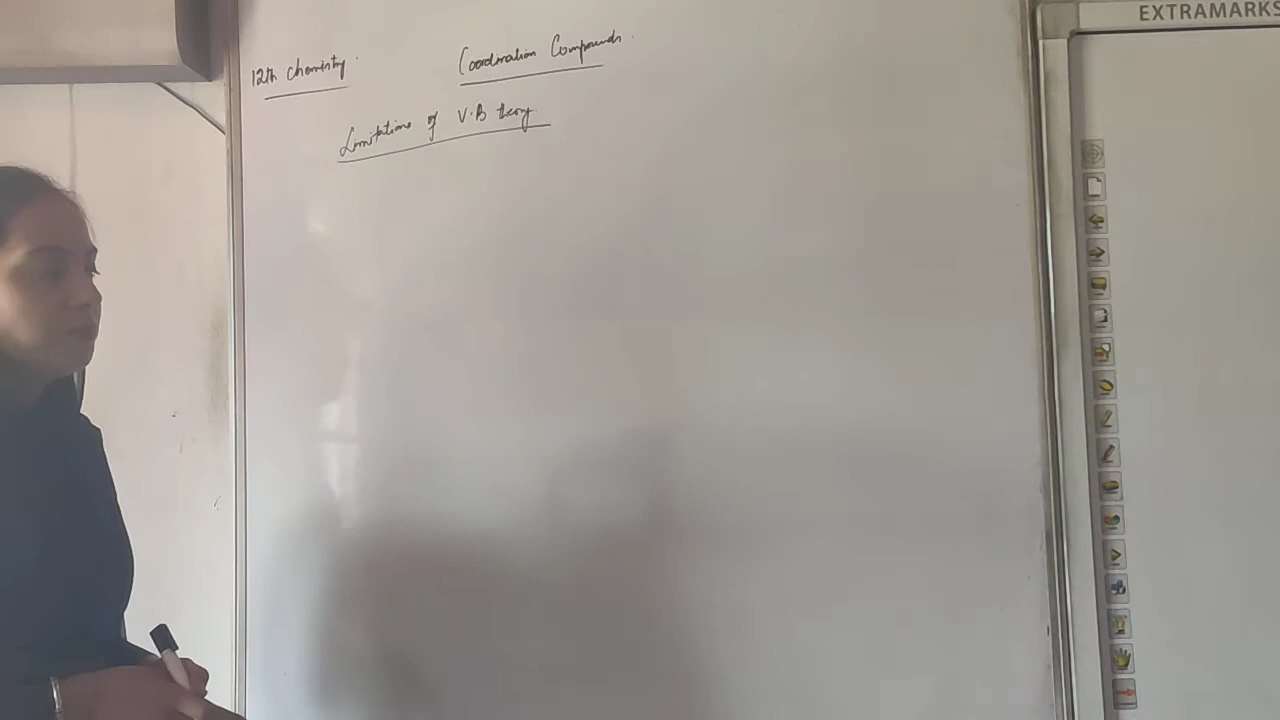 EXTRAMARKS
12th Chemistry. Coordination Compounds.
Limitations of V.B theory.